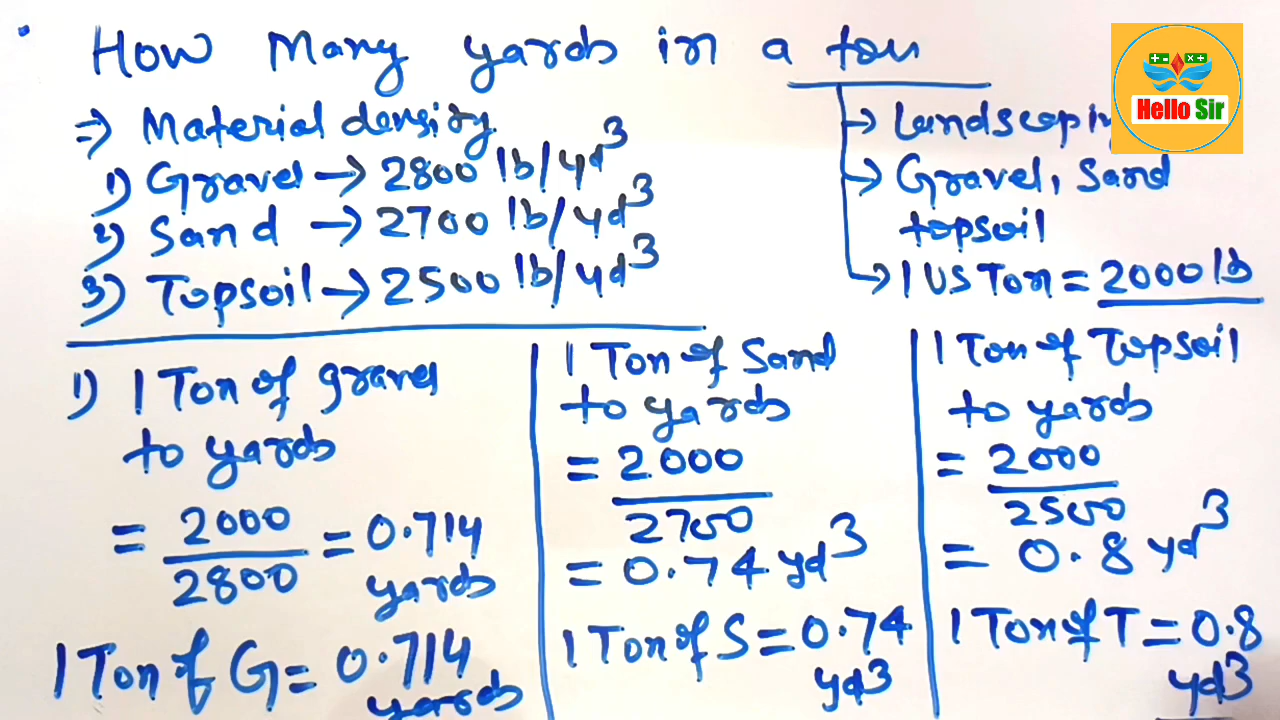 How Many yards in a ton
⇒ Material density
1) Gravel → 2800 lb/yd³
2) Sand → 2700 lb/yd³
3) Topsoil → 2500 lb/yd³
→
→ Gravel, Sand
topsoil
→ 1 US Ton = 2000 lb
Hello Sir
1) 1 Ton of gravel
to yards
= 2000/2800 = 0.714
yards
1 Ton of G = 0.714
yards
1 Ton of Sand
to yards
= 2000/2700
= 0.74 yd³
1 Ton of S = 0.74
yd³
1 Ton of Topsoil
to yards
= 2000/2500
= 0.8 yd³
1 Ton of T = 0.8
yd³